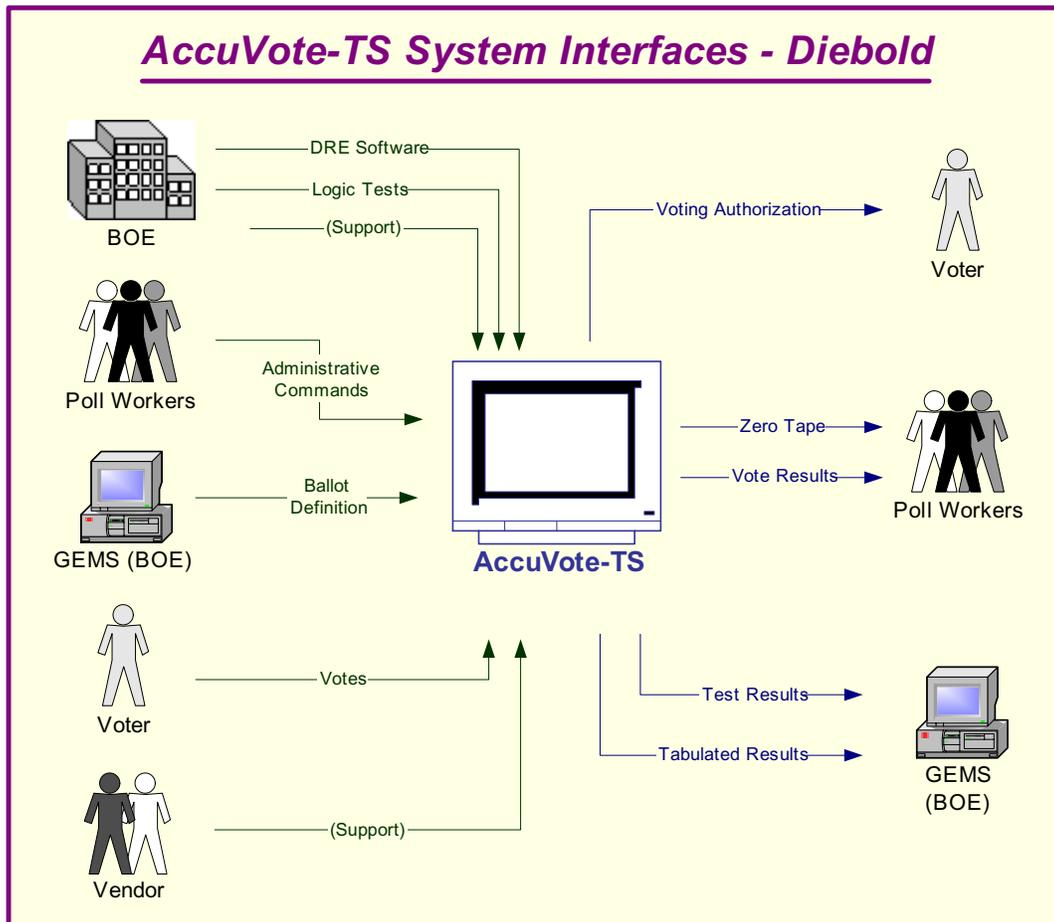 AccuVote-TS System Interfaces - Diebold
DRE Software
Logic Tests
(Support)
BOE
Voting Authorization
Voter
Poll Workers
Administrative
Commands
Zero Tape
Vote Results
Poll Workers
GEMS (BOE)
Ballot
Definition
AccuVote-TS
Voter
Votes
Test Results
Tabulated Results
GEMS
(BOE)
Vendor
(Support)